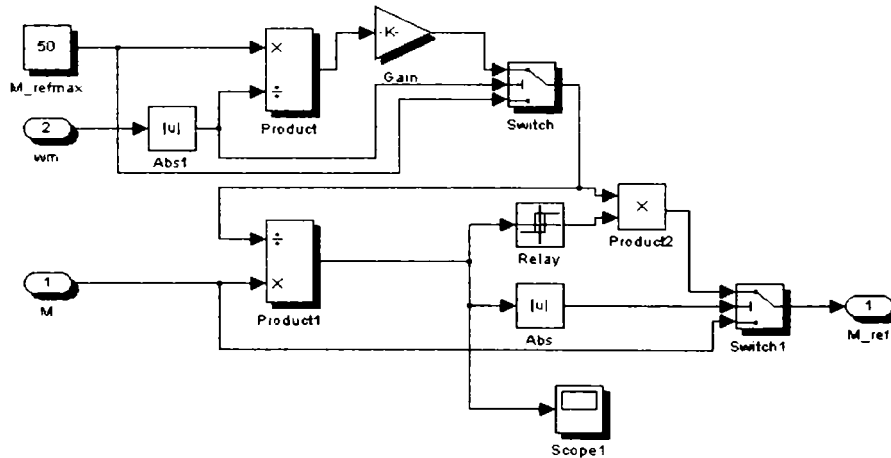 50
M_refmax
-K-
Gain
×
÷
Product
Switch
2
wm
|u|
Abs1
÷
×
Product1
Relay
×
Product2
1
M
|u|
Abs
Switch1
1
M_ref
Scope1